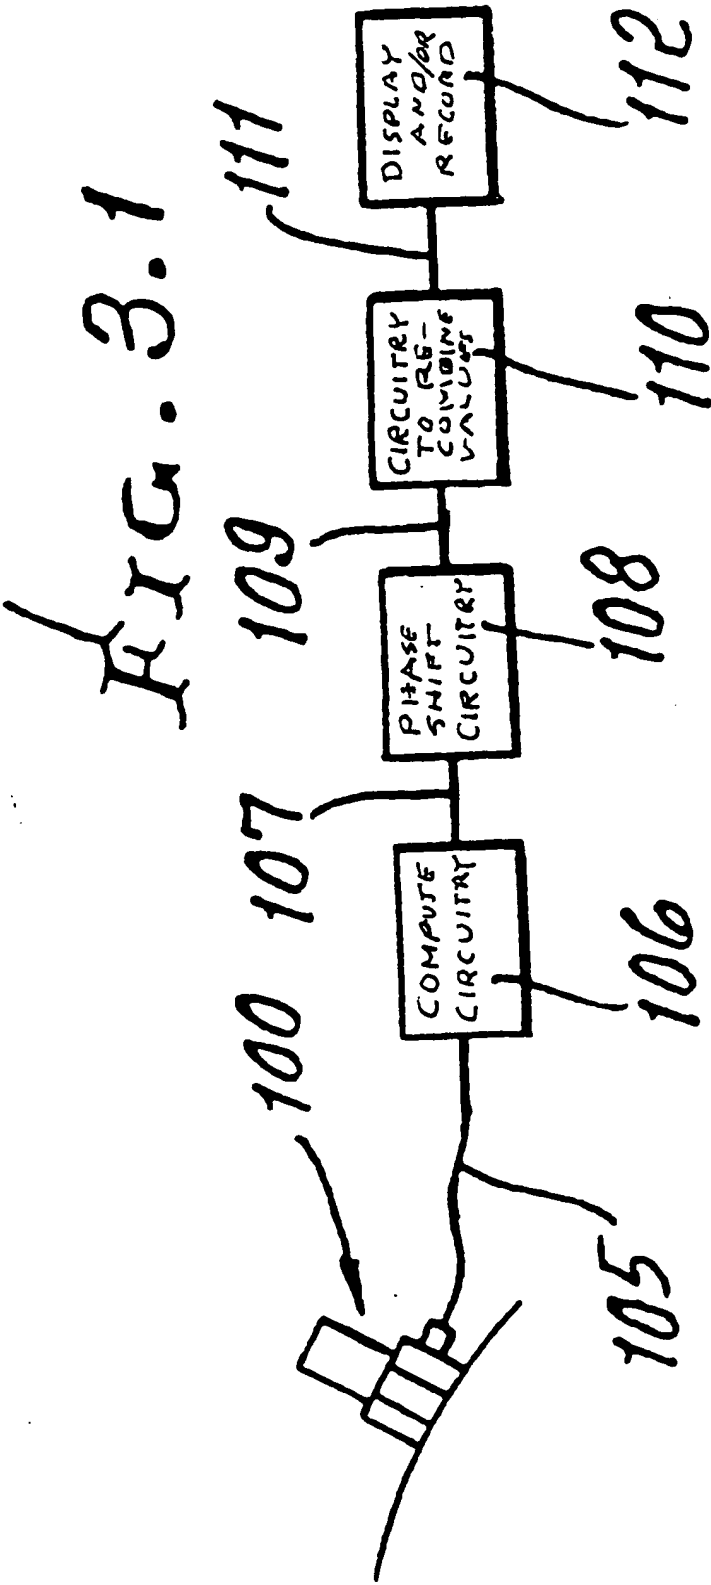 FIG. 3.1
100
107
109
111
COMPUTE
CIRCUITRY
PHASE
SHIFT
CIRCUITRY
CIRCUITRY
TO RE-
COMBINE
VALUES
DISPLAY
AND/OR
RECORD
105
106
108
110
112